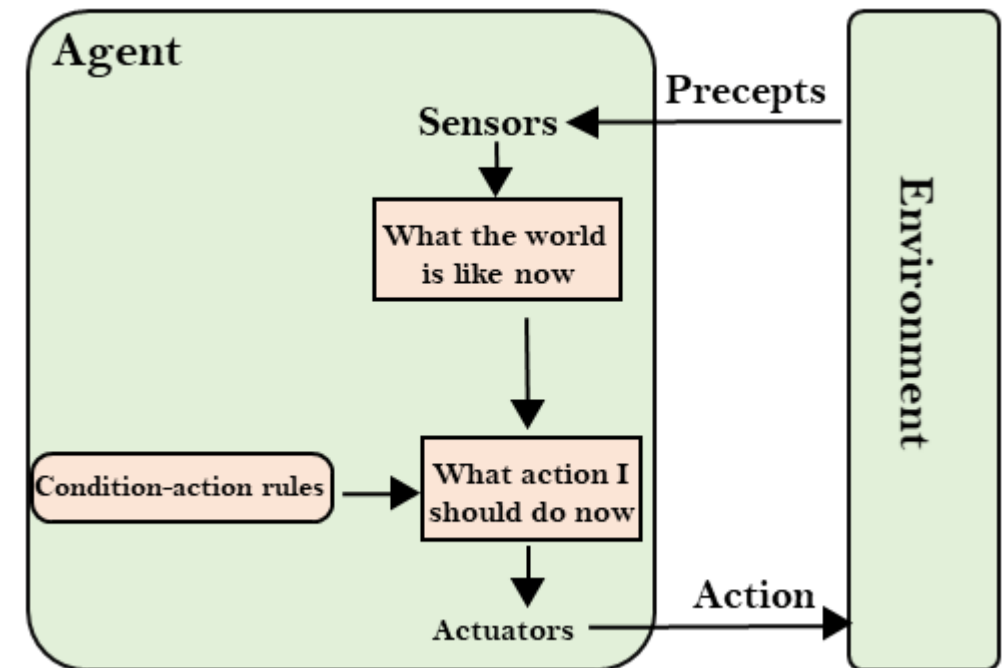 Agent
Precepts
Sensors
What the world
is like now
Environment
Condition-action rules
What action I
should do now
Action
Actuators